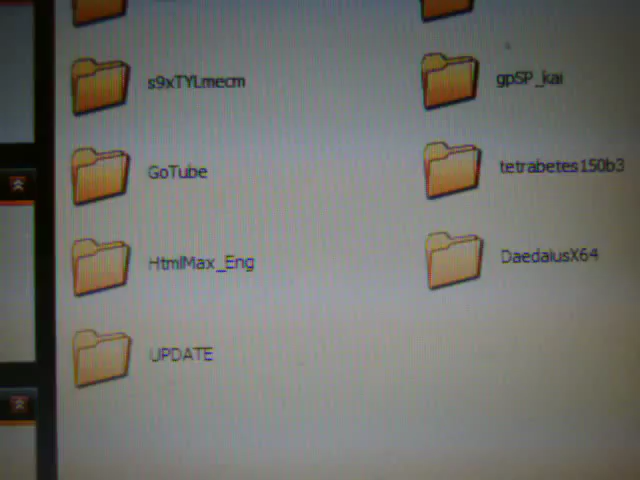 s9xTYLmecm
gpSP_kai
GoTube
tetrabetes150b3
HtmlMax_Eng
DaedalusX64
UPDATE